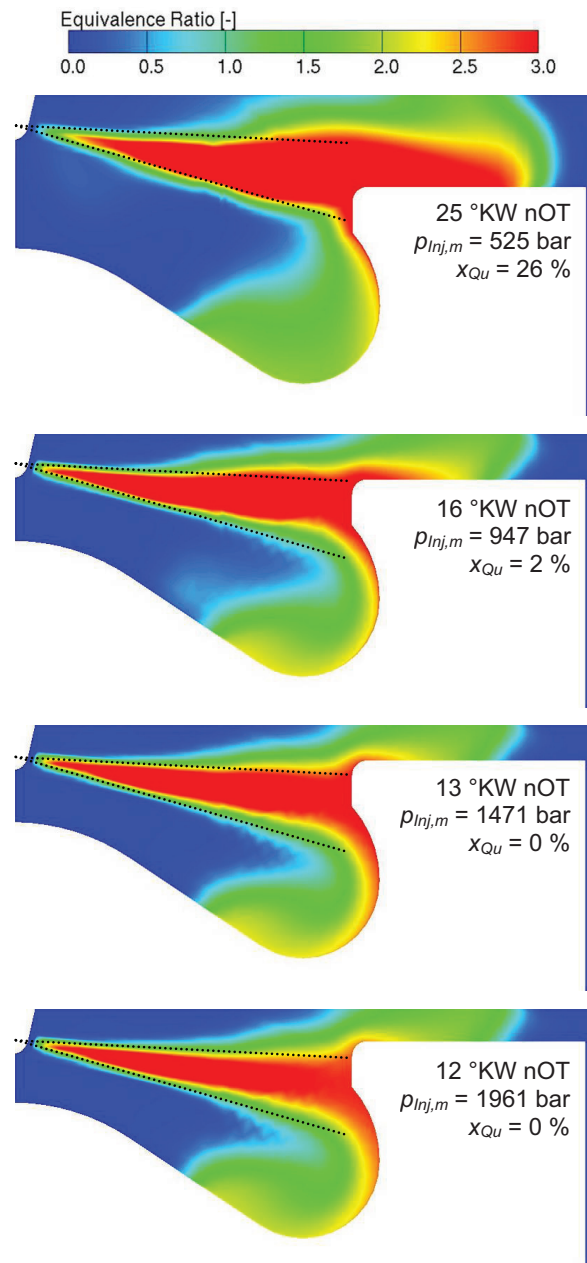 Equivalence Ratio [-]
0.0 0.5 1.0 1.5 2.0 2.5 3.0
25 °KW nOT
pInj,m = 525 bar
xQu = 26 %
16 °KW nOT
pInj,m = 947 bar
xQu = 2 %
13 °KW nOT
pInj,m = 1471 bar
xQu = 0 %
12 °KW nOT
pInj,m = 1961 bar
xQu = 0 %